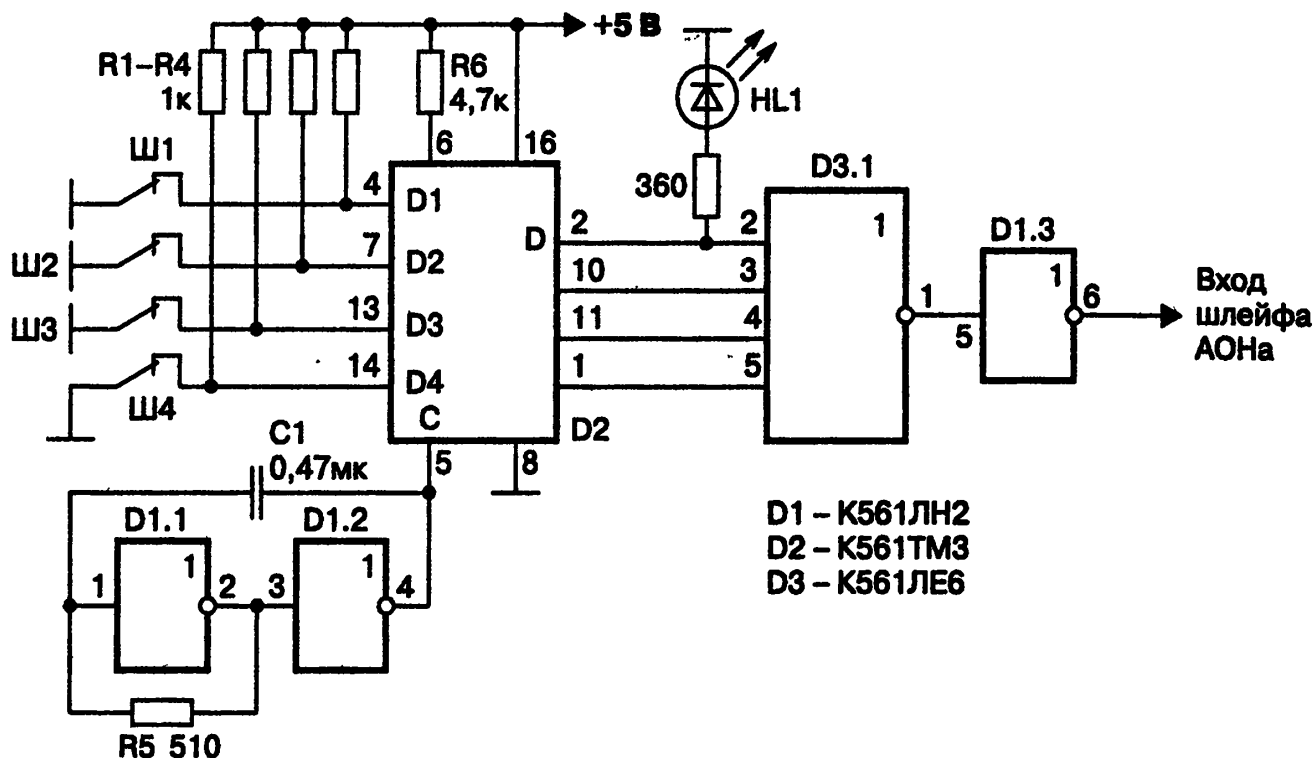 +5 В
R1–R4
1к
R6
4,7к
HL1
6
16
Ш1
4
D1
360
D3.1
D
2
2
1
D1.3
Ш2
7
D2
10
3
1
Вход
шлейфа
АОНа
Ш3
13
D3
11
4
1
5
6
14
D4
1
5
Ш4
C
D2
C1
0,47мк
5
8
D1.1
D1.2
D1 – К561ЛН2
D2 – К561ТМ3
D3 – К561ЛЕ6
1
1
2
3
1
4
R5 510